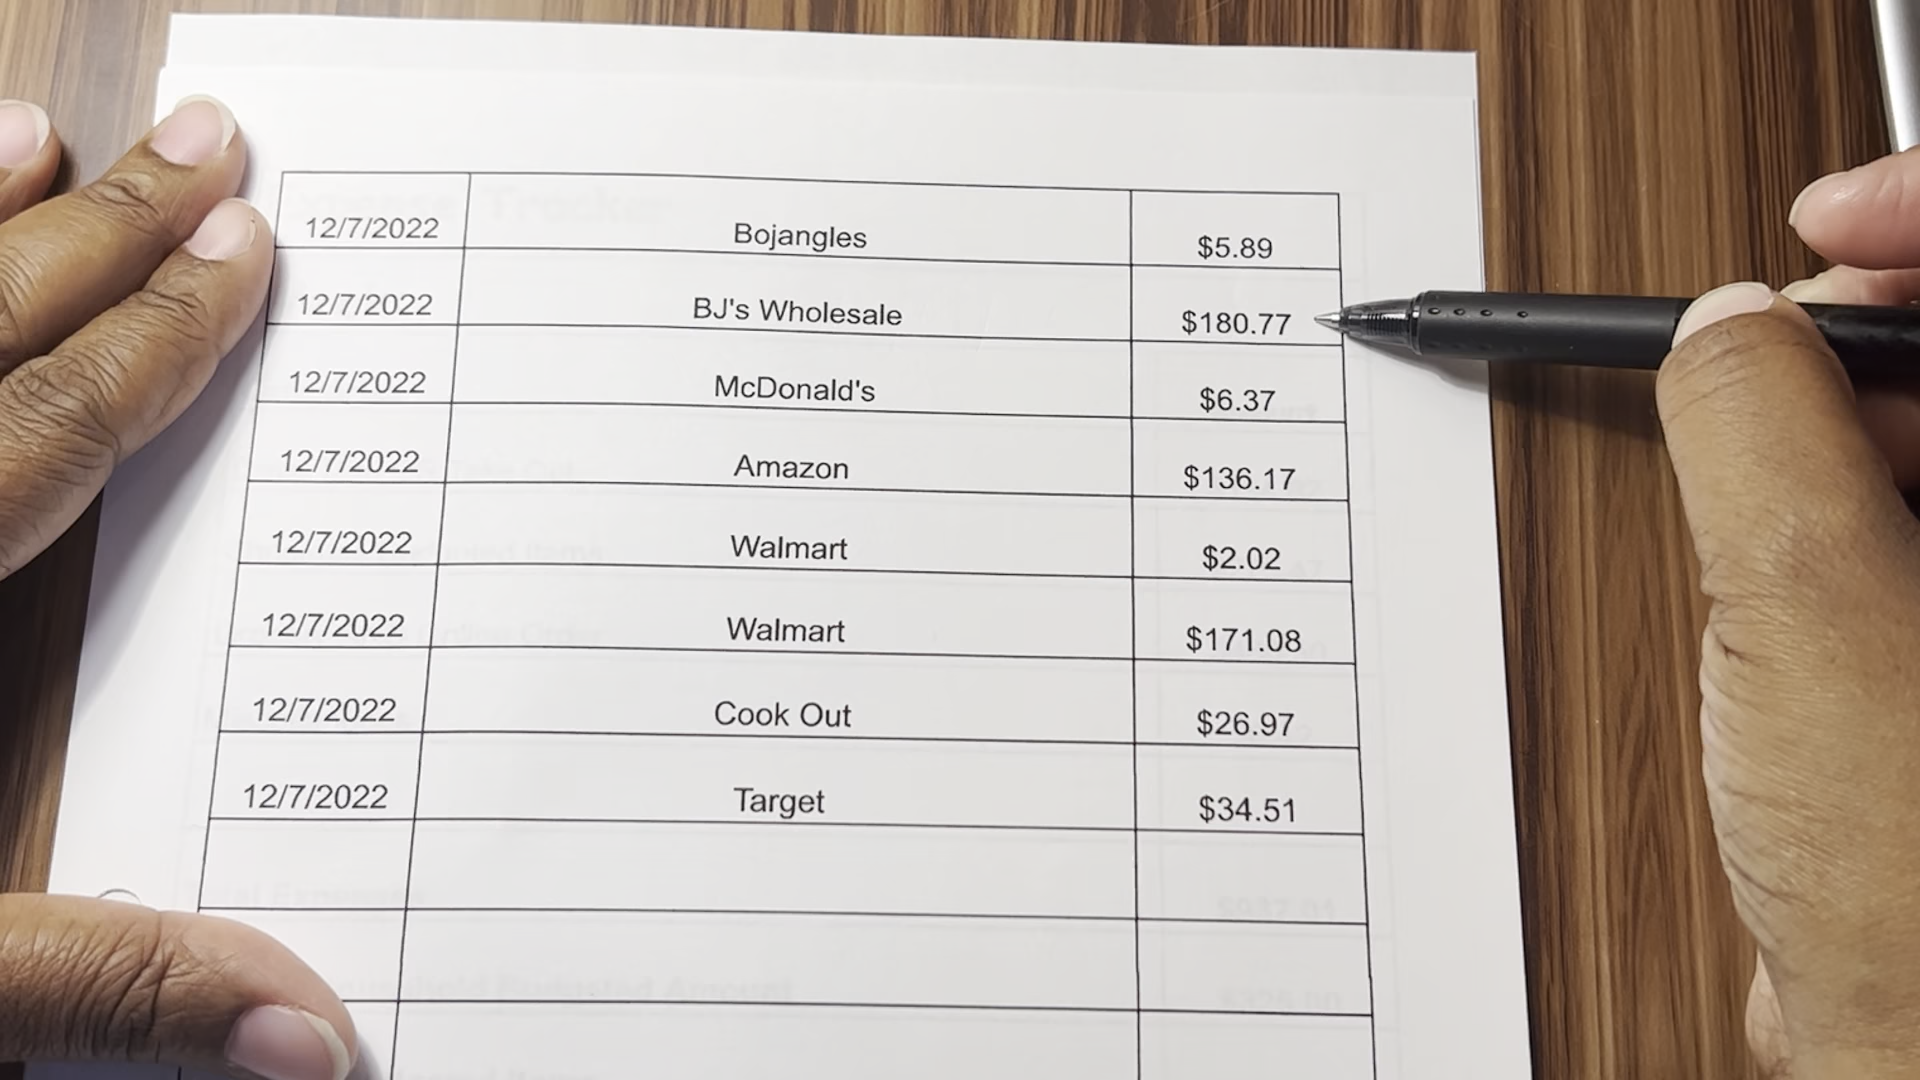 12/7/2022 Bojangles $5.89
12/7/2022 BJ's Wholesale $180.77
12/7/2022 McDonald's $6.37
12/7/2022 Amazon $136.17
12/7/2022 Walmart $2.02
12/7/2022 Walmart $171.08
12/7/2022 Cook Out $26.97
12/7/2022 Target $34.51